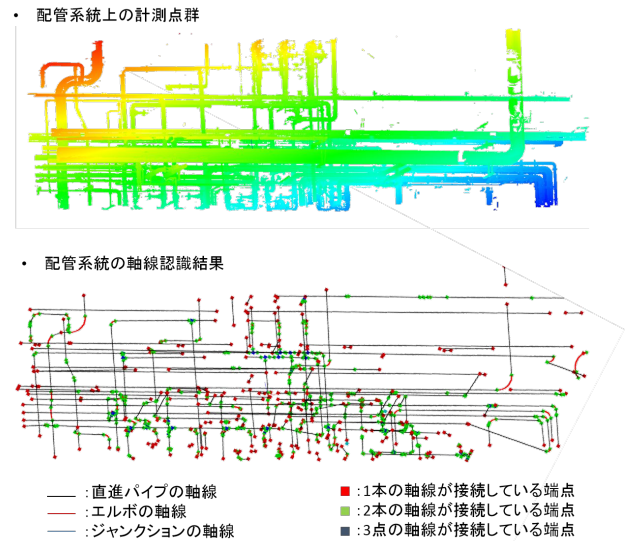 • 配管系統上の計測点群
• 配管系統の軸線認識結果
:直進パイプの軸線
:エルボの軸線
:ジャンクションの軸線
:1本の軸線が接続している端点
:2本の軸線が接続している端点
:3点の軸線が接続している端点